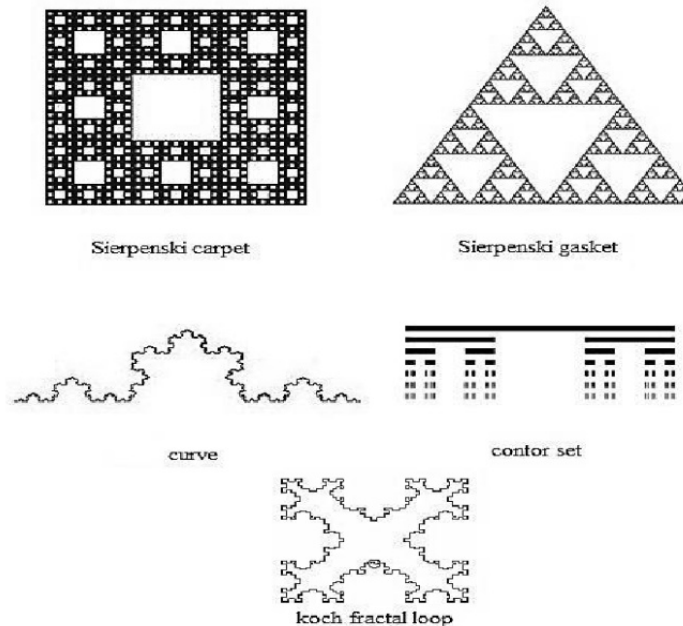 Sierpenski carpet
Sierpenski gasket
curve
contor set
koch fractal loop